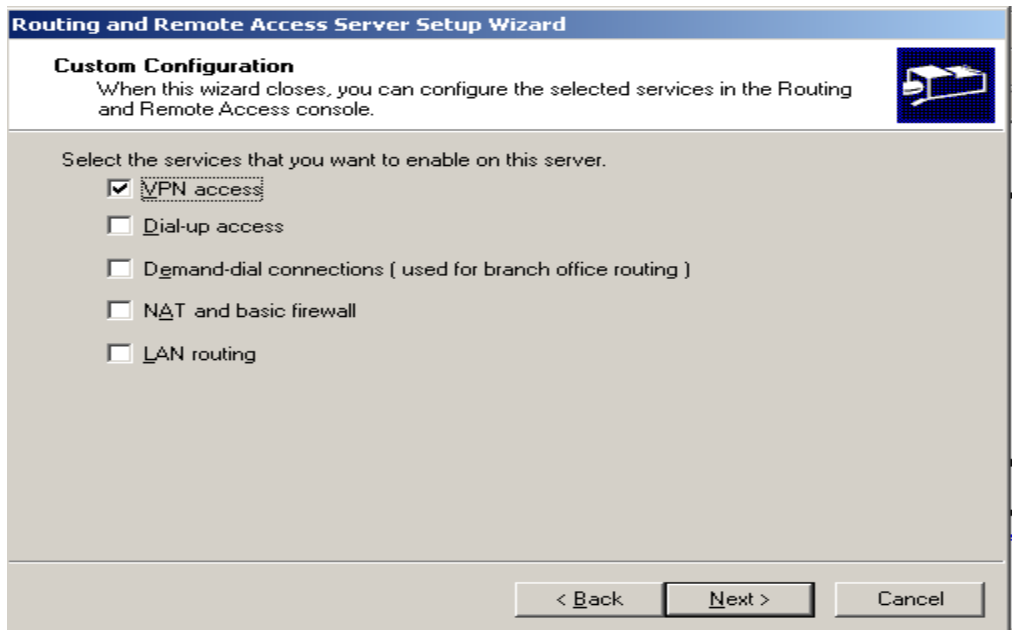 Routing and Remote Access Server Setup Wizard
Custom Configuration
When this wizard closes, you can configure the selected services in the Routing
and Remote Access console.
Select the services that you want to enable on this server.
VPN access
Dial-up access
Demand-dial connections ( used for branch office routing )
NAT and basic firewall
LAN routing
< Back
Next >
Cancel